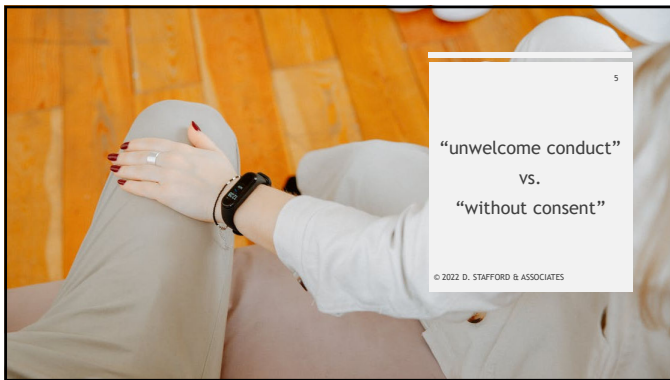 5
“unwelcome conduct”
vs.
“without consent”
© 2022 D. STAFFORD & ASSOCIATES